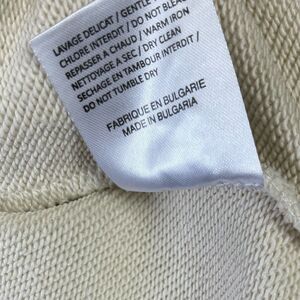 LAVAGE DELICAT / GENTLE
CHLORE INTERDIT / DO NOT BLEA
REPASSER A CHAUD / WARM IRON
NETTOYAGE A SEC / DRY CLEAN
SECHAGE EN TAMBOUR INTERDIT /
DO NOT TUMBLE DRY
FABRIQUE EN BULGARIE
MADE IN BULGARIA